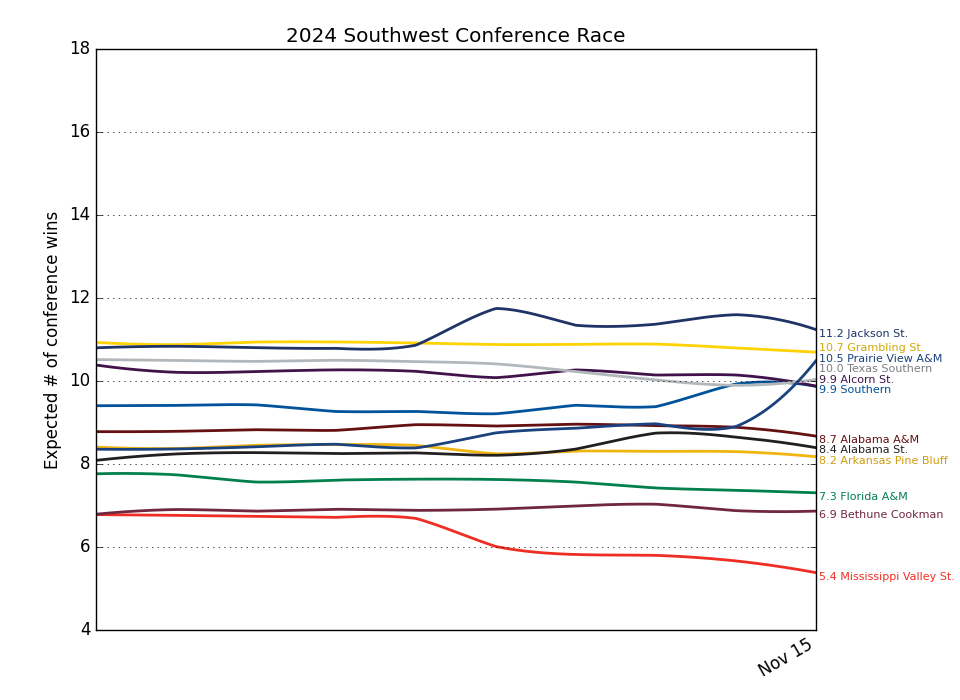 2024 Southwest Conference Race
Expected # of conference wins
18
16
14
12
10
8
6
4
11.2 Jackson St.
10.7 Grambling St.
10.5 Prairie View A&M
10.0 Texas Southern
9.9 Alcorn St.
9.9 Southern
8.7 Alabama A&M
8.4 Alabama St.
8.2 Arkansas Pine Bluff
7.3 Florida A&M
6.9 Bethune Cookman
5.4 Mississippi Valley St.
Nov 15